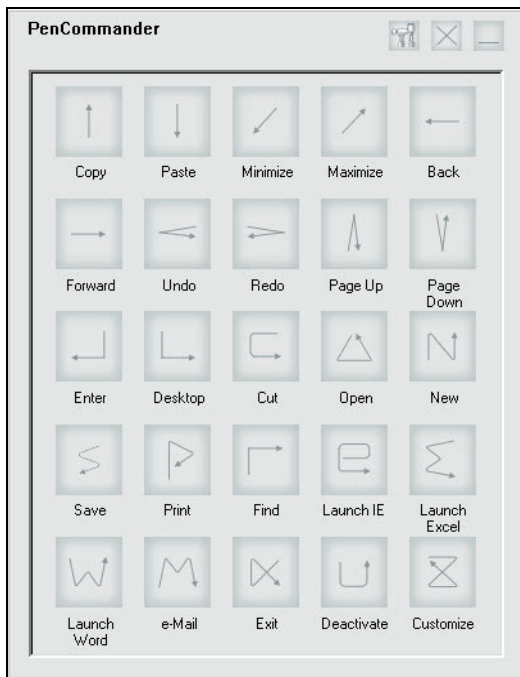 PenCommander
Copy Paste Minimize Maximize Back
Forward Undo Redo Page Up Page
Down
Enter Desktop Cut Open New
Save Print Find Launch IE Launch
Excel
Launch
Word e-Mail Exit Deactivate Customize